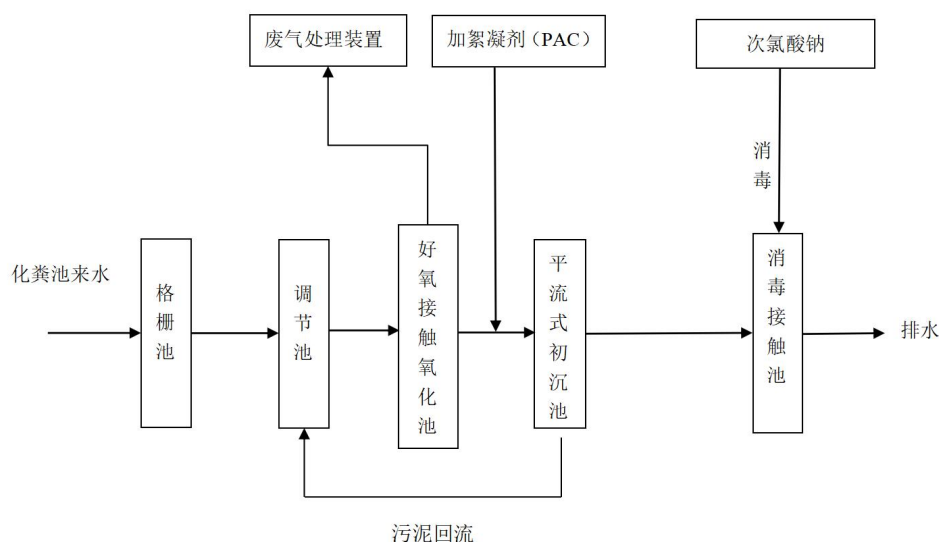 废气处理装置
加絮凝剂（PAC）
次氯酸钠
消毒
化粪池来水
格栅池
调节池
好氧接触氧化池
平流式初沉池
消毒接触池
排水
污泥回流